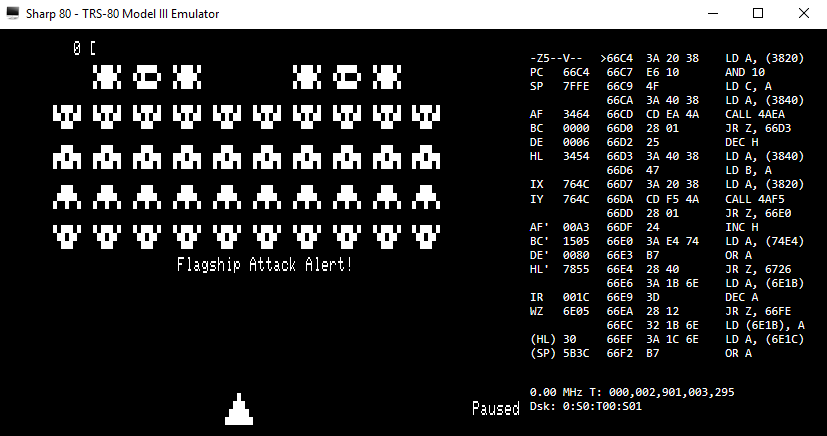 Sharp 80 - TRS-80 Model III Emulator
0 [
Flagship Attack Alert!
Paused
-Z5--V-- >66C4 3A 20 38 LD A, (3820)
PC 66C4 66C7 E6 10 AND 10
SP 7FFE 66C9 4F LD C, A
66CA 3A 40 38 LD A, (3840)
AF 3464 66CD CD EA 4A CALL 4AEA
BC 0000 66D0 28 01 JR Z, 66D3
DE 0006 66D2 25 DEC H
HL 3454 66D3 3A 40 38 LD A, (3840)
66D6 47 LD B, A
IX 764C 66D7 3A 20 38 LD A, (3820)
IY 764C 66DA CD F5 4A CALL 4AF5
66DD 28 01 JR Z, 66E0
AF' 00A3 66DF 24 INC H
BC' 1505 66E0 3A E4 74 LD A, (74E4)
DE' 0080 66E3 B7 OR A
HL' 7855 66E4 28 40 JR Z, 6726
66E6 3A 1B 6E LD A, (6E1B)
IR 001C 66E9 3D DEC A
WZ 6E05 66EA 28 12 JR Z, 66FE
66EC 32 1B 6E LD (6E1B), A
(HL) 30 66EF 3A 1C 6E LD A, (6E1C)
(SP) 5B3C 66F2 B7 OR A
0.00 MHz T: 000,002,901,003,295
Dsk: 0:S0:T00:S01